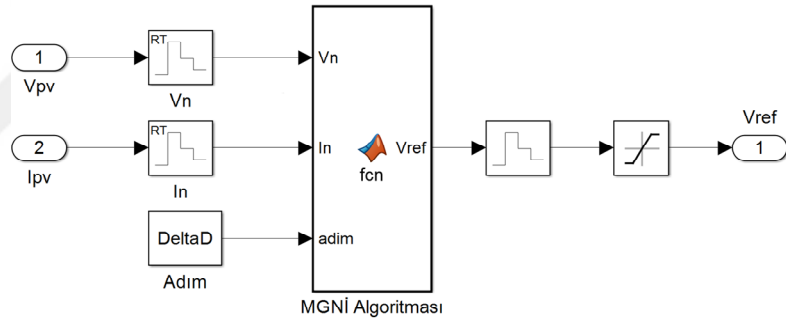 1
Vpv
RT
Vn
2
Ipv
RT
In
DeltaD
Adım
Vn
In
adim
fcn
Vref
MGNİ Algoritması
Vref
1